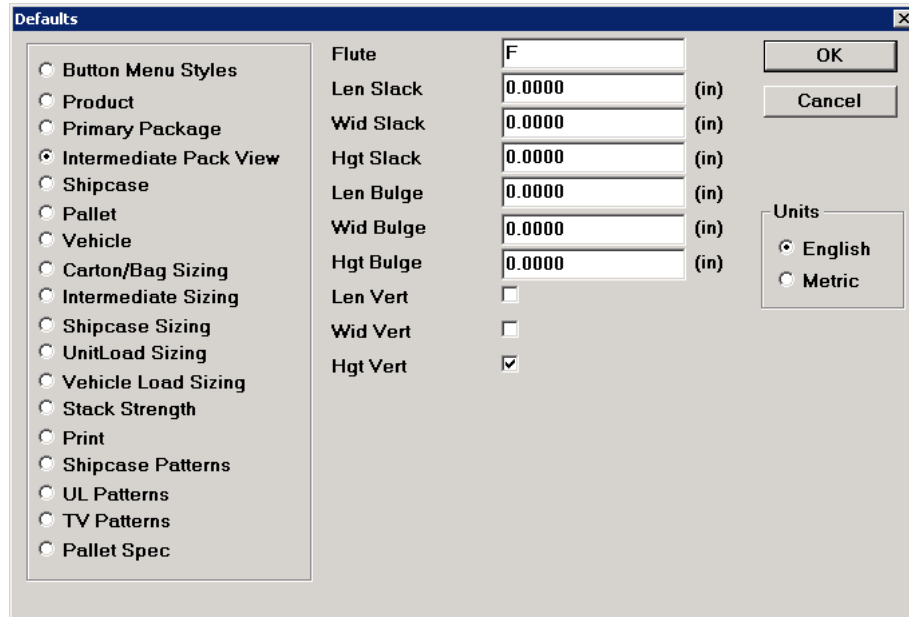 Defaults
Button Menu Styles
Product
Primary Package
Intermediate Pack View
Shipcase
Pallet
Vehicle
Carton/Bag Sizing
Intermediate Sizing
Shipcase Sizing
UnitLoad Sizing
Vehicle Load Sizing
Stack Strength
Print
Shipcase Patterns
UL Patterns
TV Patterns
Pallet Spec
Flute F
Len Slack 0.0000 (in)
Wid Slack 0.0000 (in)
Hgt Slack 0.0000 (in)
Len Bulge 0.0000 (in)
Wid Bulge 0.0000 (in)
Hgt Bulge 0.0000 (in)
Len Vert
Wid Vert
Hgt Vert
OK
Cancel
Units
English
Metric